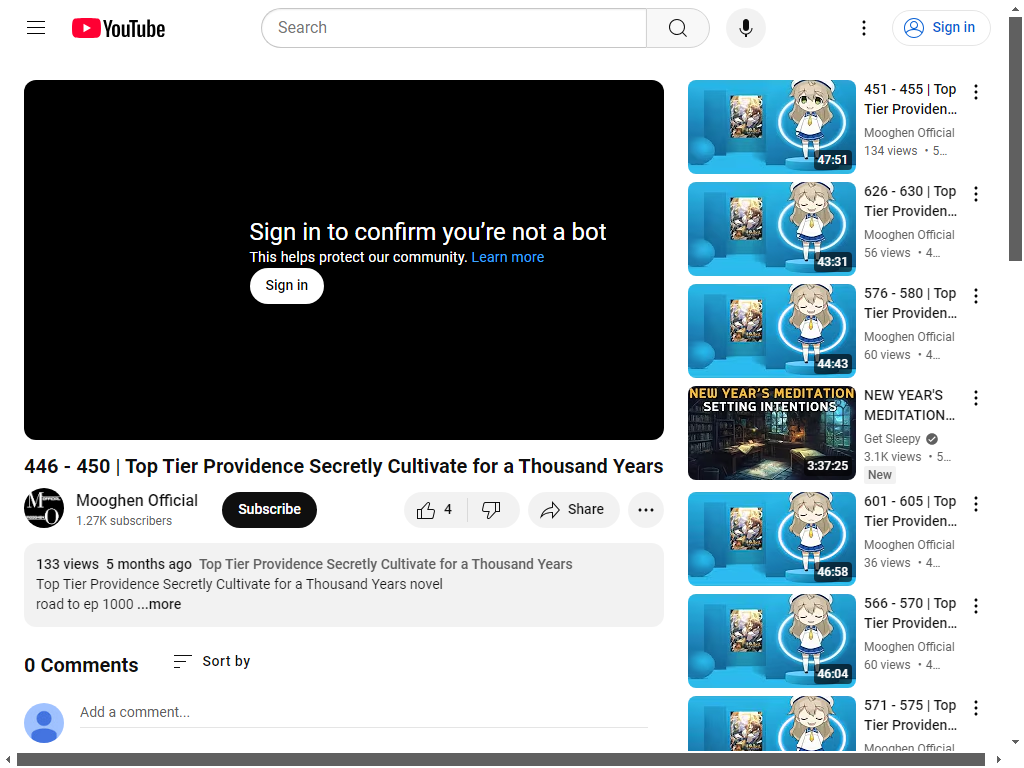 YouTube
Search
Sign in
Sign in to confirm you’re not a bot
This helps protect our community. Learn more
Sign in
446 - 450 | Top Tier Providence Secretly Cultivate for a Thousand Years
Mooghen Official
1.27K subscribers
Subscribe
4
Share
133 views 5 months ago Top Tier Providence Secretly Cultivate for a Thousand Years
Top Tier Providence Secretly Cultivate for a Thousand Years novel
road to ep 1000 ...more
0 Comments
Sort by
Add a comment...
47:51
451 - 455 | Top
Tier Providen...
Mooghen Official
134 views • 5...
43:31
626 - 630 | Top
Tier Providen...
Mooghen Official
56 views • 4...
44:43
576 - 580 | Top
Tier Providen...
Mooghen Official
60 views • 4...
NEW YEAR'S MEDITATION
SETTING INTENTIONS
3:37:25
NEW YEAR'S
MEDITATION...
Get Sleepy
3.1K views • 5...
New
46:58
601 - 605 | Top
Tier Providen...
Mooghen Official
36 views • 4...
46:04
566 - 570 | Top
Tier Providen...
Mooghen Official
60 views • 4...
571 - 575 | Top
Tier Providen...
Mooghen Official